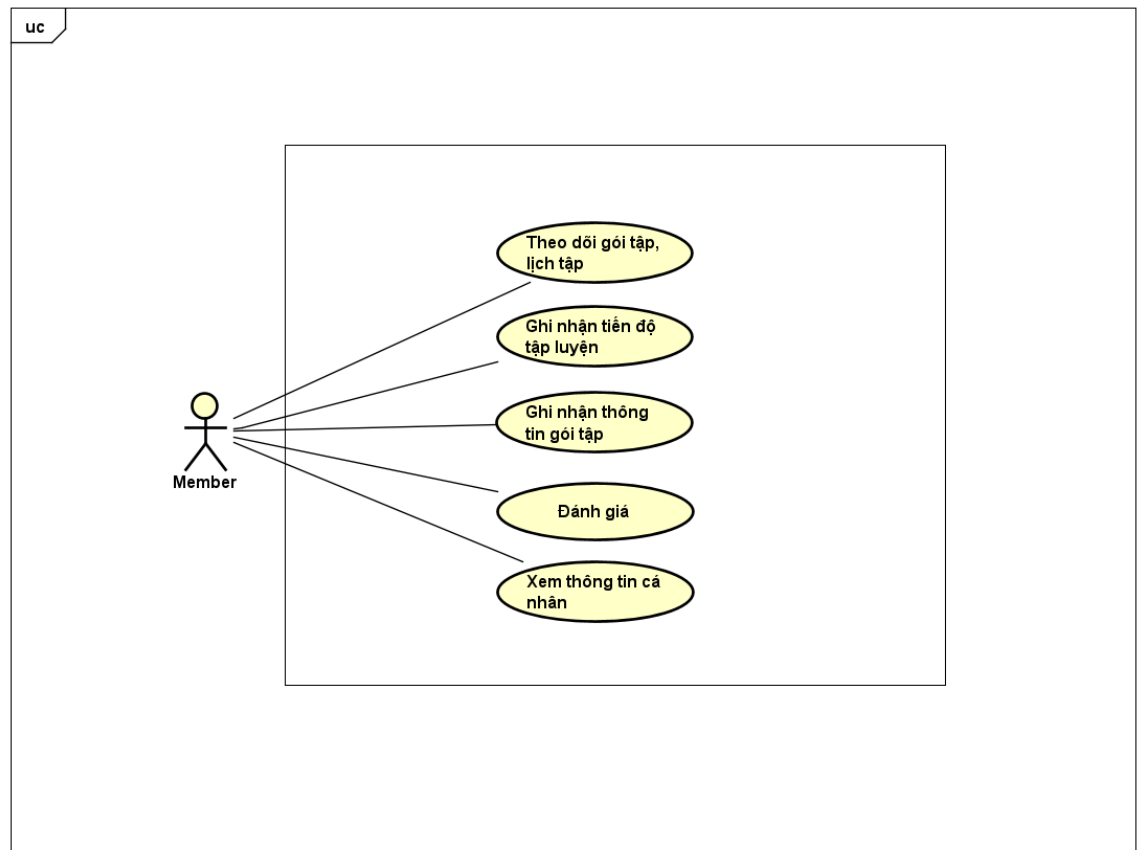 uc
Theo dõi gói tập,
lịch tập
Ghi nhận tiến độ
tập luyện
Ghi nhận thông
tin gói tập
Member
Đánh giá
Xem thông tin cá
nhân